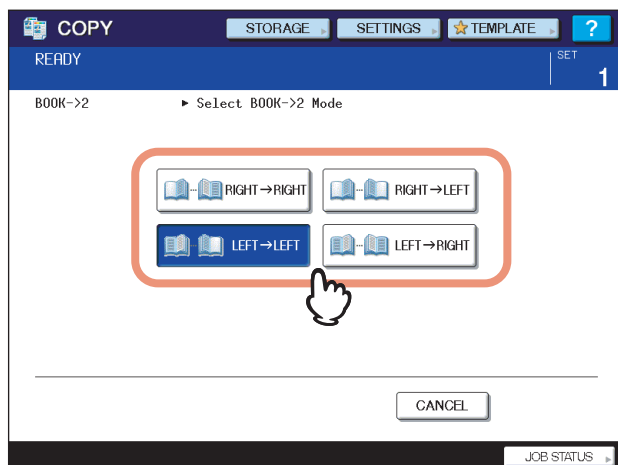 COPY STORAGE SETTINGS TEMPLATE ?
READY SET
1
BOOK->2 ► Select BOOK->2 Mode
RIGHT→RIGHT RIGHT→LEFT
LEFT→LEFT LEFT→RIGHT
CANCEL
JOB STATUS